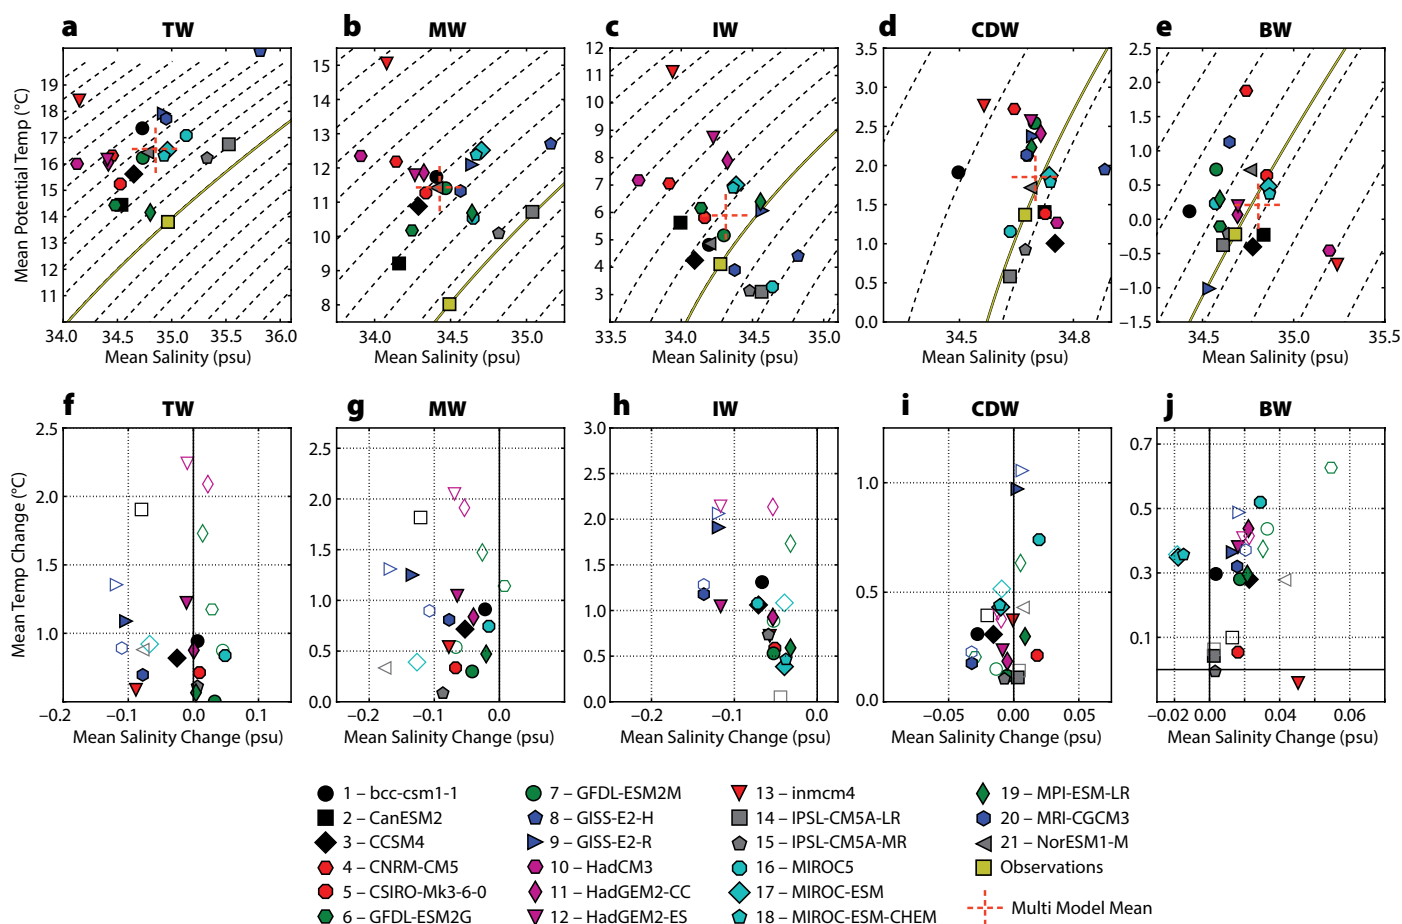 a TW
b MW
c IW
d CDW
e BW
Mean Potential Temp (°C)
19
18
17
16
15
14
13
12
11
34.0 34.5 35.0 35.5 36.0
Mean Salinity (psu)
15
14
13
12
11
10
9
8
34.0 34.5 35.0
Mean Salinity (psu)
12
11
10
9
8
7
6
5
4
3
33.5 34.0 34.5 35.0
Mean Salinity (psu)
3.5
3.0
2.5
2.0
1.5
1.0
0.5
0.0
34.5 34.8
Mean Salinity (psu)
2.5
2.0
1.5
1.0
0.5
0.0
−0.5
−1.0
−1.5
34.5 35.0 35.5
Mean Salinity (psu)
f TW
g MW
h IW
i CDW
j BW
Mean Temp Change (°C)
2.5
2.0
1.5
1.0
−0.2 −0.1 0.0 0.1
Mean Salinity Change (psu)
2.5
2.0
1.5
1.0
0.5
0.0
−0.2 −0.1 0.0
Mean Salinity Change (psu)
3.0
2.5
2.0
1.5
1.0
0.5
0.0
−0.2 −0.1 0.0
Mean Salinity Change (psu)
1.0
0.5
0.0
−0.05 0.00 0.05
Mean Salinity Change (psu)
0.7
0.5
0.3
0.1
−0.02 0.00 0.04 0.06
Mean Salinity Change (psu)
1 – bcc-csm1-1
2 – CanESM2
3 – CCSM4
4 – CNRM-CM5
5 – CSIRO-Mk3-6-0
6 – GFDL-ESM2G
7 – GFDL-ESM2M
8 – GISS-E2-H
9 – GISS-E2-R
10 – HadCM3
11 – HadGEM2-CC
12 – HadGEM2-ES
13 – inmcm4
14 – IPSL-CM5A-LR
15 – IPSL-CM5A-MR
16 – MIROC5
17 – MIROC-ESM
18 – MIROC-ESM-CHEM
19 – MPI-ESM-LR
20 – MRI-CGCM3
21 – NorESM1-M
Observations
Multi Model Mean